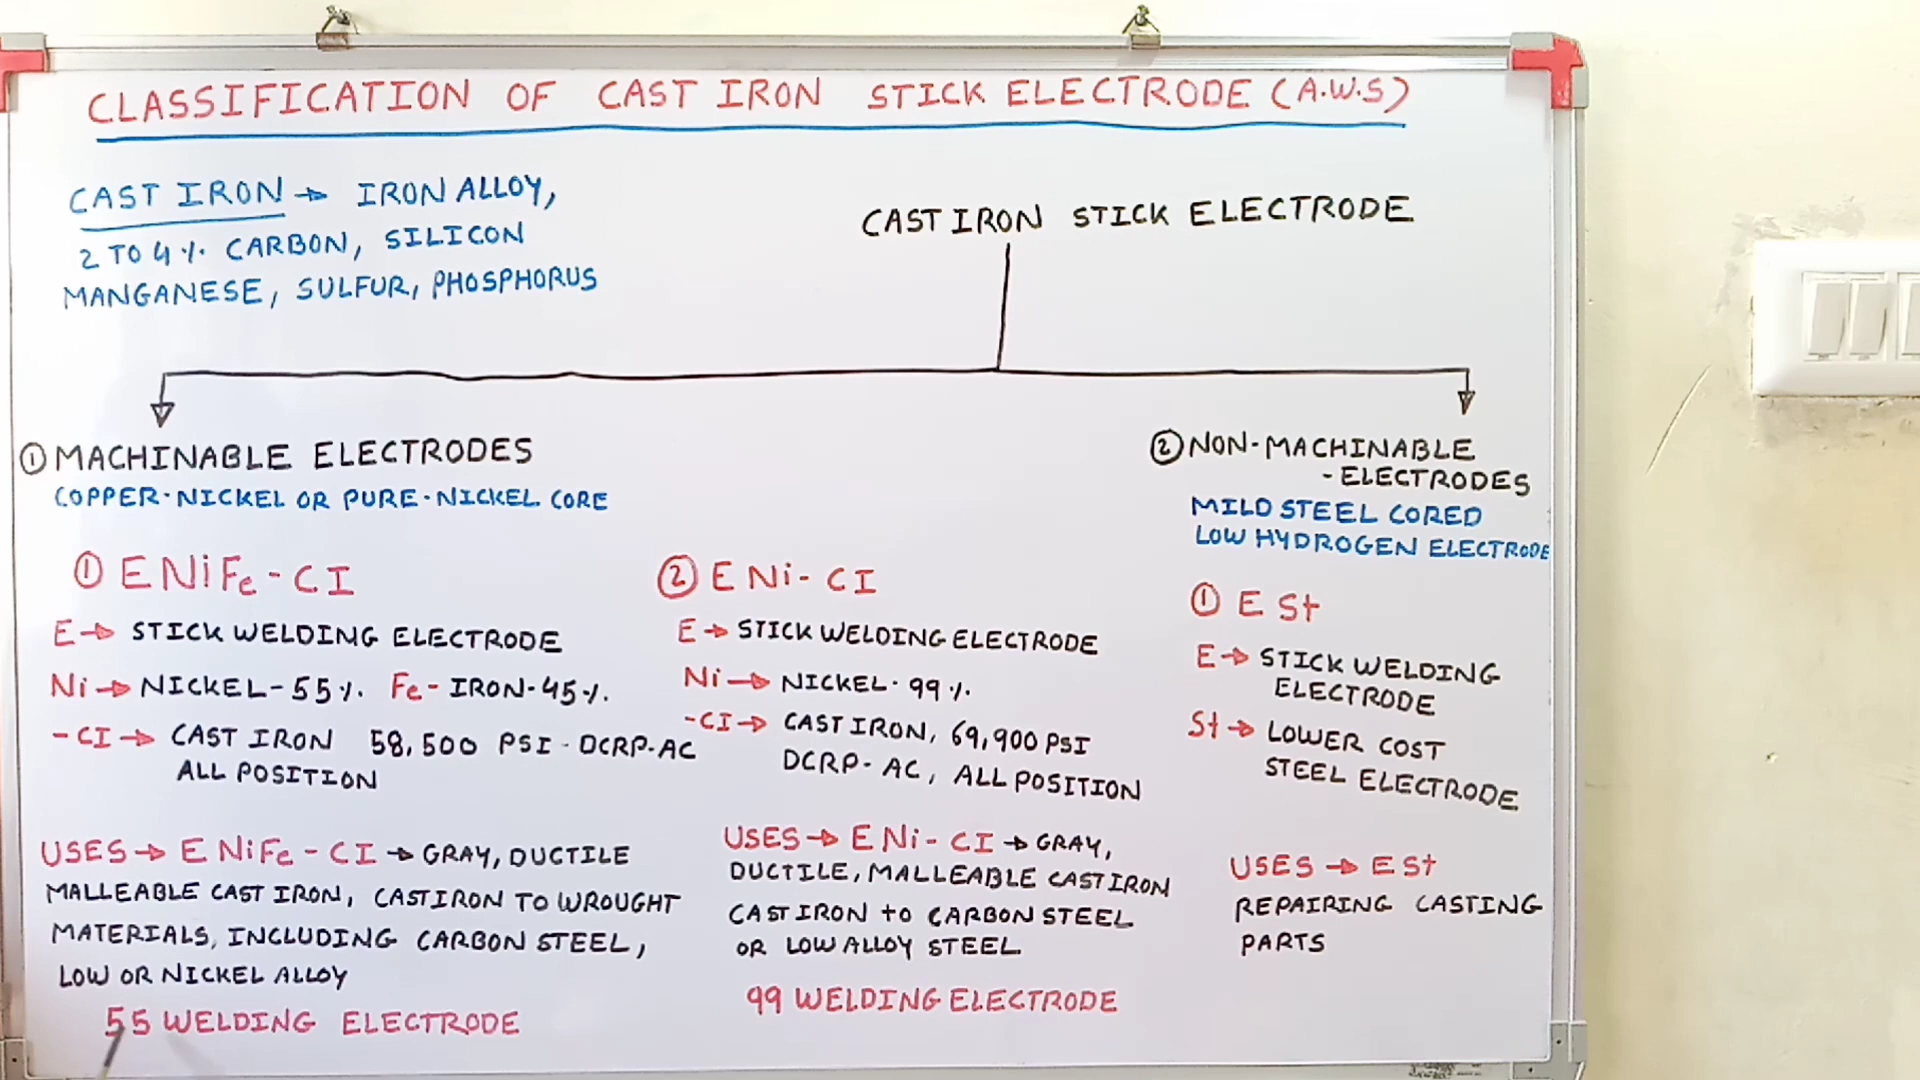 CLASSIFICATION OF CAST IRON STICK ELECTRODE (A.W.S)
CAST IRON → IRON ALLOY,
2 TO 4%. CARBON, SILICON
MANGANESE, SULFUR, PHOSPHORUS
CAST IRON STICK ELECTRODE
① MACHINABLE ELECTRODES
COPPER-NICKEL OR PURE-NICKEL CORE
② NON-MACHINABLE
-ELECTRODES
MILD STEEL CORED
LOW HYDROGEN ELECTRODE
① ENiFe-CI
E→ STICK WELDING ELECTRODE
Ni→ NICKEL-55%. Fe- IRON-45%.
-CI→ CAST IRON 58,500 PSI-DCRP-AC
ALL POSITION
USES→ ENiFe-CI → GRAY, DUCTILE
MALLEABLE CAST IRON, CAST IRON TO WROUGHT
MATERIALS, INCLUDING CARBON STEEL,
LOW OR NICKEL ALLOY
55 WELDING ELECTRODE
② ENi-CI
E→ STICK WELDING ELECTRODE
Ni→ NICKEL-99%.
-CI→ CAST IRON, 69,900 PSI
DCRP-AC, ALL POSITION
USES→ ENi-CI → GRAY,
DUCTILE, MALLEABLE CAST IRON
CAST IRON to CARBON STEEL
OR LOW ALLOY STEEL
99 WELDING ELECTRODE
① ESt
E→ STICK WELDING
ELECTRODE
St→ LOWER COST
STEEL ELECTRODE
USES → ESt
REPAIRING CASTING
PARTS